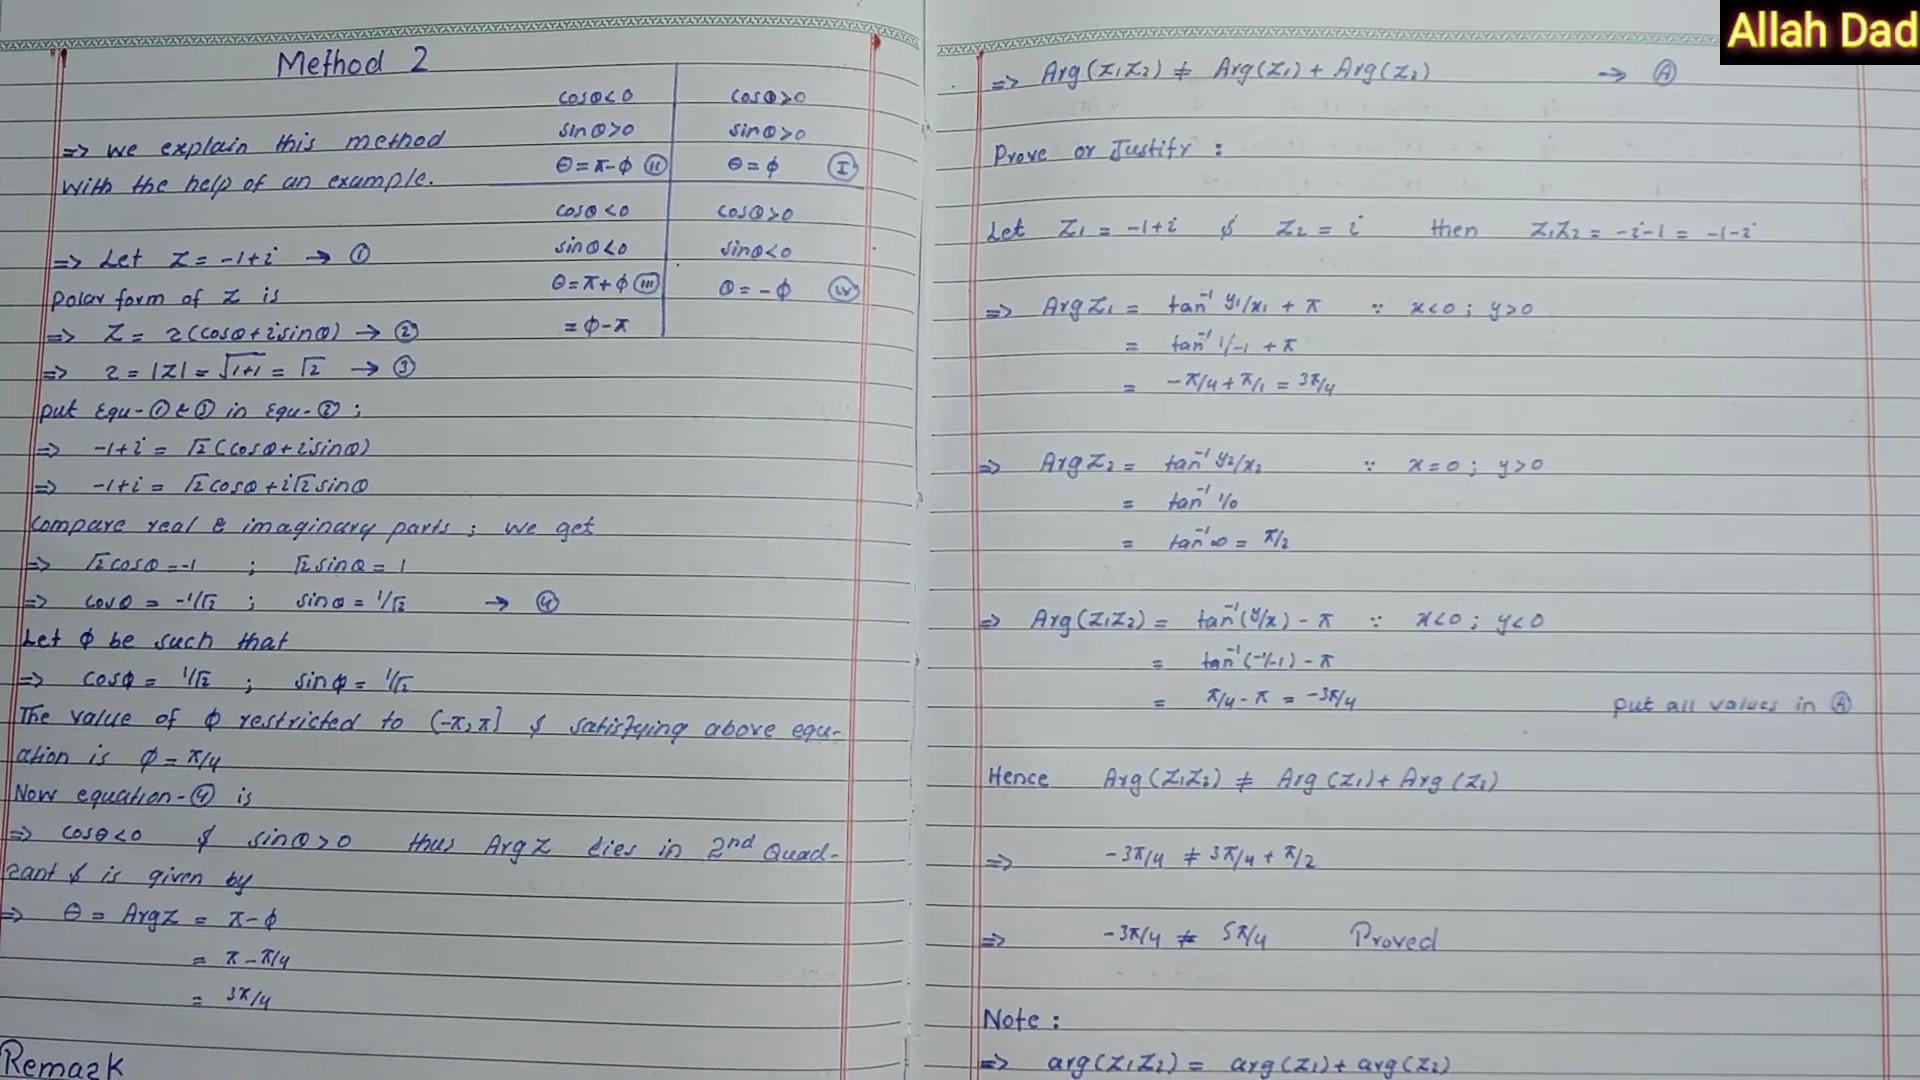 Allah Dad
Method 2
cosθ<0
sinθ>0
θ=π-ϕ (II)
cosθ>0
sinθ>0
θ=ϕ (I)
cosθ<0
sinθ<0
θ=π+ϕ (III)
=ϕ-π
cosθ>0
sinθ<0
θ=-ϕ (IV)
=> We explain this method
with the help of an example.
=> Let Z= -1+i → ①
Polar form of Z is
=> Z= r(cosθ+isinθ) → ②
=> r=|Z|=√1+1 = √2 → ③
put Equ-① & ③ in Equ-② ;
=> -1+i = √2(cosθ+isinθ)
=> -1+i = √2cosθ+i√2sinθ
Compare real & imaginary parts ; we get
=> √2cosθ=-1 ; √2sinθ=1
=> cosθ= -1/√2 ; sinθ=1/√2 → ④
Let ϕ be such that
=> cosϕ= 1/√2 ; sinϕ=1/√2
The value of ϕ restricted to (-π,π] & satisfying above equ-
ation is ϕ=π/4
Now equation-④ is
=> cosθ<0 & sinθ>0 thus ArgZ lies in 2nd Quad-
rant & is given by
=> θ= ArgZ = π-ϕ
= π-π/4
= 3π/4
Remark
=> Arg(Z₁Z₂) ≠ Arg(Z₁)+Arg(Z₂) → Ⓐ
Prove or Justify :
Let Z₁= -1+i & Z₂= i then Z₁Z₂= -i-1= -1-i
=> ArgZ₁= tan⁻¹ y₁/x₁ + π ∵ x<0 ; y>0
= tan⁻¹ 1/-1 + π
= -π/4+π/1 = 3π/4
=> ArgZ₂= tan⁻¹ y₂/x₂ ∵ x=0 ; y>0
= tan⁻¹ 1/0
= tan⁻¹∞ = π/2
=> Arg(Z₁Z₂)= tan⁻¹(y/x) - π ∵ x<0 ; y<0
= tan⁻¹(-1/-1) - π
= π/4-π = -3π/4 put all values in Ⓐ
Hence Arg(Z₁Z₂) ≠ Arg(Z₁)+Arg(Z₂)
=> -3π/4 ≠ 3π/4+π/2
=> -3π/4 ≠ 5π/4 Proved
Note :
=> arg(Z₁Z₂)= arg(Z₁)+arg(Z₂)